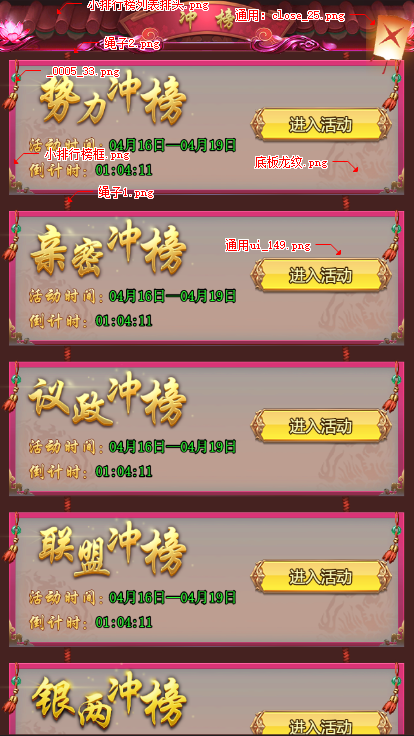 小排行榜列表排头.png
冲 榜
通用：close_25.png
绳子2.png
_0005_33.png
势力冲榜
进入活动
活动时间：04月16日—04月19日
小排行榜框.png
底板龙纹.png
倒计时：01:04:11
绳子1.png
亲密冲榜
通用ui_149.png
进入活动
活动时间：04月16日—04月19日
倒计时：01:04:11
议政冲榜
进入活动
活动时间：04月16日—04月19日
倒计时：01:04:11
联盟冲榜
进入活动
活动时间：04月16日—04月19日
倒计时：01:04:11
银两冲榜
进入活动